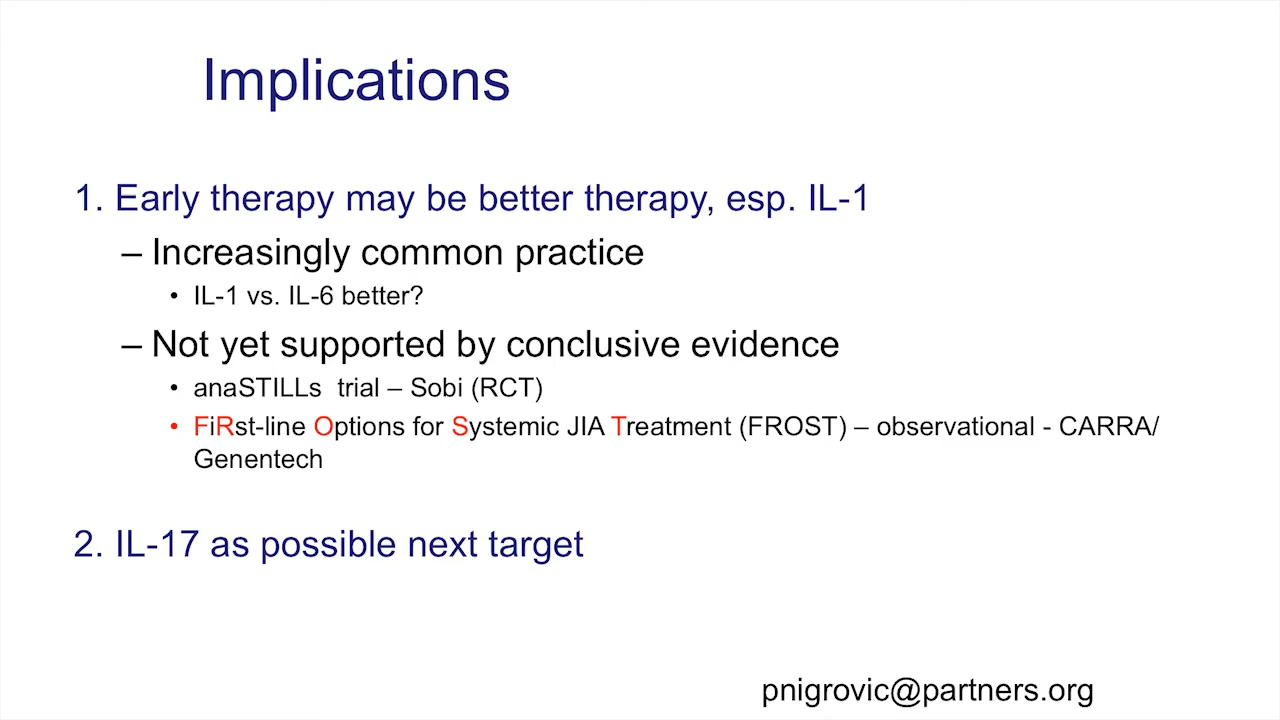 Implications
1. Early therapy may be better therapy, esp. IL-1
– Increasingly common practice
• IL-1 vs. IL-6 better?
– Not yet supported by conclusive evidence
• anaSTILLs  trial – Sobi (RCT)
• FiRst-line Options for Systemic JIA Treatment (FROST) – observational - CARRA/
Genentech
2. IL-17 as possible next target
pnigrovic@partners.org